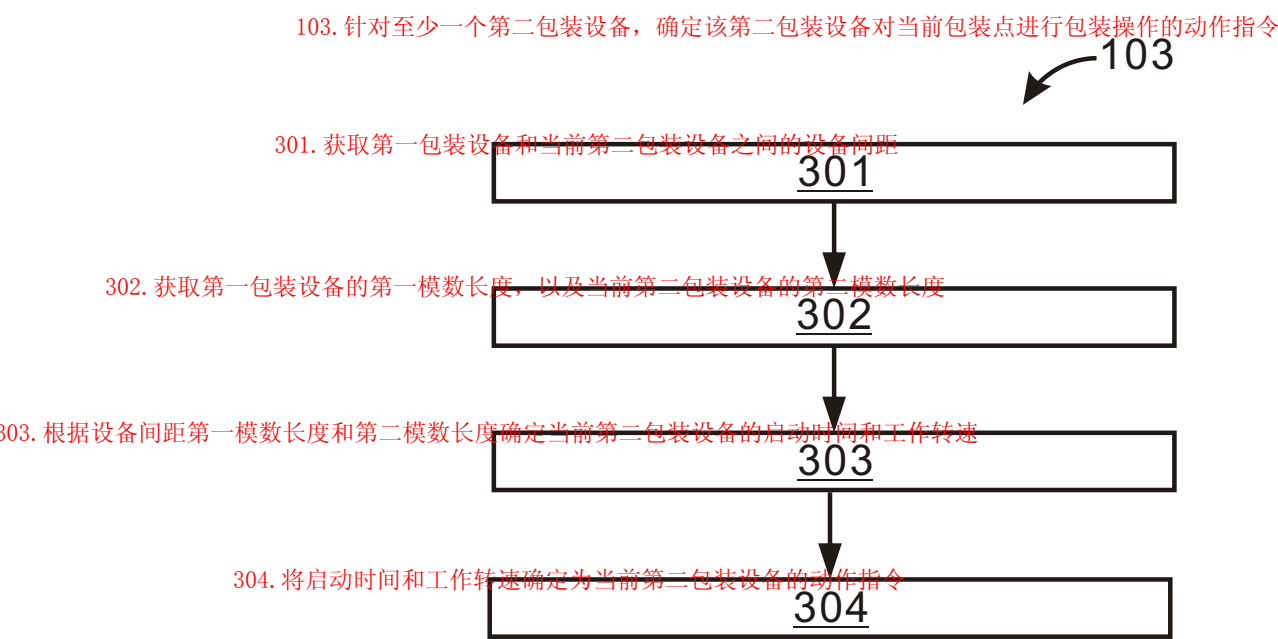 103.针对至少一个第二包装设备，确定该第二包装设备对当前包装点进行包装操作的动作指令
103
301.获取第一包装设备和当前第二包装设备之间的设备间距
301
302.获取第一包装设备的第一模数长度，以及当前第二包装设备的第二模数长度
302
303.根据设备间距第一模数长度和第二模数长度确定当前第二包装设备的启动时间和工作转速
303
304.将启动时间和工作转速确定为当前第二包装设备的动作指令
304